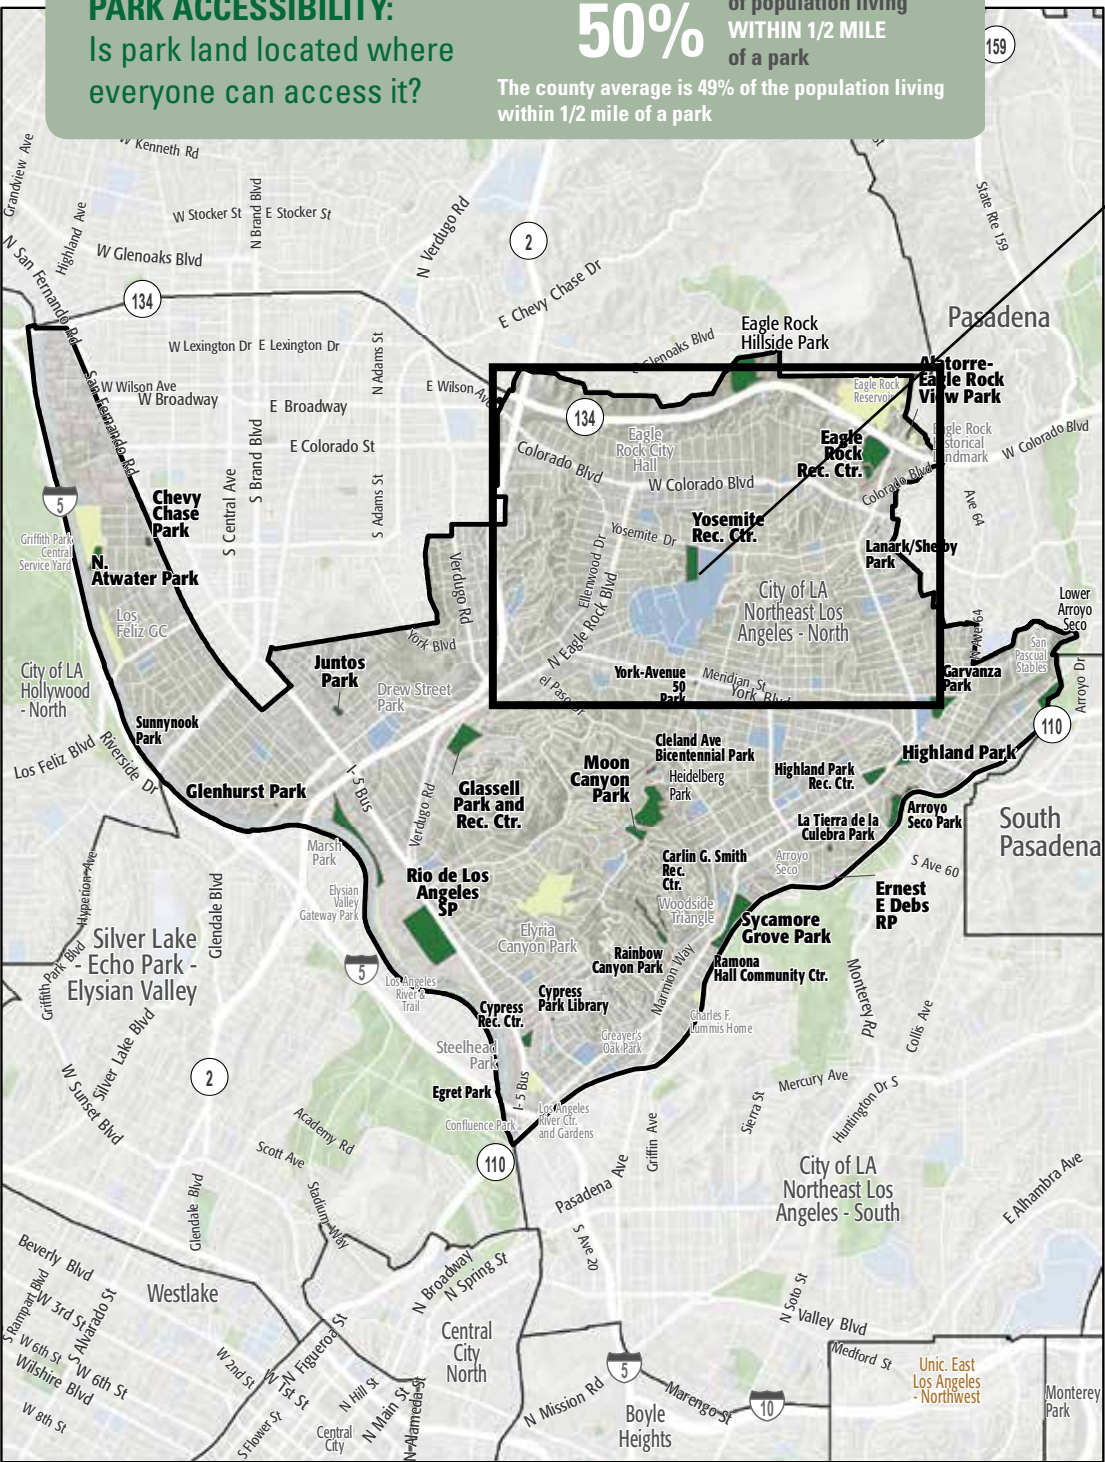 PARK ACCESSIBILITY:
Is park land located where
everyone can access it?
50%
of population living
WITHIN 1/2 MILE
of a park
The county average is 49% of the population living
within 1/2 mile of a park
159
Grandview Ave
W Kenneth Rd
St
Highland Ave
W Stocker St
N Brand Blvd
E Stocker St
N Verdugo Rd
State Rte 159
N San Fernando Rd
W Glenoaks Blvd
2
E Chevy Chase Dr
134
Pasadena
Eagle Rock
Hillside Park
E Glenoaks Blvd
W Lexington Dr
E Lexington Dr
N Adams St
Alatorre-
Eagle Rock
View Park
San Fernando Rd
W Wilson Ave
E Wilson Ave
W Broadway
E Broadway
Eagle Rock
Reservoir
134
Eagle
Rock City
Hall
Eagle
Rock
Rec. Ctr.
Eagle Rock
Historical
Landmark
W Colorado Blvd
E Colorado St
S Brand Blvd
Colorado Blvd
W Colorado Blvd
Colorado Blvd
5
Chevy
Chase
Park
S Central Ave
S Adams St
Ave 64
Griffith Park
Central
Service Yard
N.
Atwater Park
Yosemite Dr
Yosemite
Rec. Ctr.
Lanark/Shelby
Park
Verdugo Rd
Ellenwood Dr
N Eagle Rock Blvd
City of LA
Northeast Los
Angeles - North
Lower
Arroyo
Seco
Los
Feliz GC
York Blvd
N Ave 64
San
Pascual
Stables
City of LA
Hollywood
- North
Juntos
Park
Drew Street
Park
el Paso Dr
York-Avenue
50
Park
Meridian St
York Blvd
Garvanza
Park
Arroyo Dr
Sunnynook
Park
110
Los Feliz Blvd
Riverside Dr
Cleland Ave
Bicentennial Park
Highland Park
I- 5 Bus
Glassell
Park and
Rec. Ctr.
Moon
Canyon
Park
Heidelberg
Park
Highland Park
Rec. Ctr.
Glenhurst Park
Verdugo Rd
La Tierra de la
Culebra Park
Arroyo
Seco Park
South
Pasadena
Marsh
Park
Carlin G. Smith
Rec.
Ctr.
Arroyo
Seco
S Ave 60
Hyperion Ave
Glendale Blvd
Elysian
Valley
Gateway Park
Rio de Los
Angeles
SP
Woodside
Triangle
Ernest
E Debs
RP
Silver Lake
- Echo Park -
Elysian Valley
Griffith Park Blvd
Elyria
Canyon Park
Sycamore
Grove Park
Rainbow
Canyon Park
Ramona
Hall Community Ctr.
5
Los Angeles
River &
Trail
Cypress
Rec. Ctr.
Cypress
Park Library
Marmion Way
Monterey Rd
Collis Ave
Charles F.
Lummis Home
Greayer's
Oak Park
Silver Lake Blvd
Steelhead
Park
2
W Sunset Blvd
Egret Park
I- 5 Bus
Mercury Ave
Sierra St
Huntington Dr S
Academy Rd
Confluence Park
Los Angeles
River Ctr.
and Gardens
Griffin Ave
Scott Ave
110
Pasadena Ave
City of LA
Northeast Los
Angeles - South
E Alhambra Ave
Glendale Blvd
Stadium Way
S Ave 20
Beverly Blvd
N Broadway
N Spring St
S Rampart Blvd
W 3rd St
S Alvarado St
Westlake
N Soto St
Valley Blvd
W 6th St
W 6th St
Wilshire Blvd
W 8th St
W 2nd St
W 1st St
N Figueroa St
Central
City
North
5
Medford St
Unic. East
Los Angeles
- Northwest
N Hill St
N Main St
N Alameda St
N Mission Rd
Marengo St
10
Monterey
Park
S Flower St
Central
City
Boyle
Heights